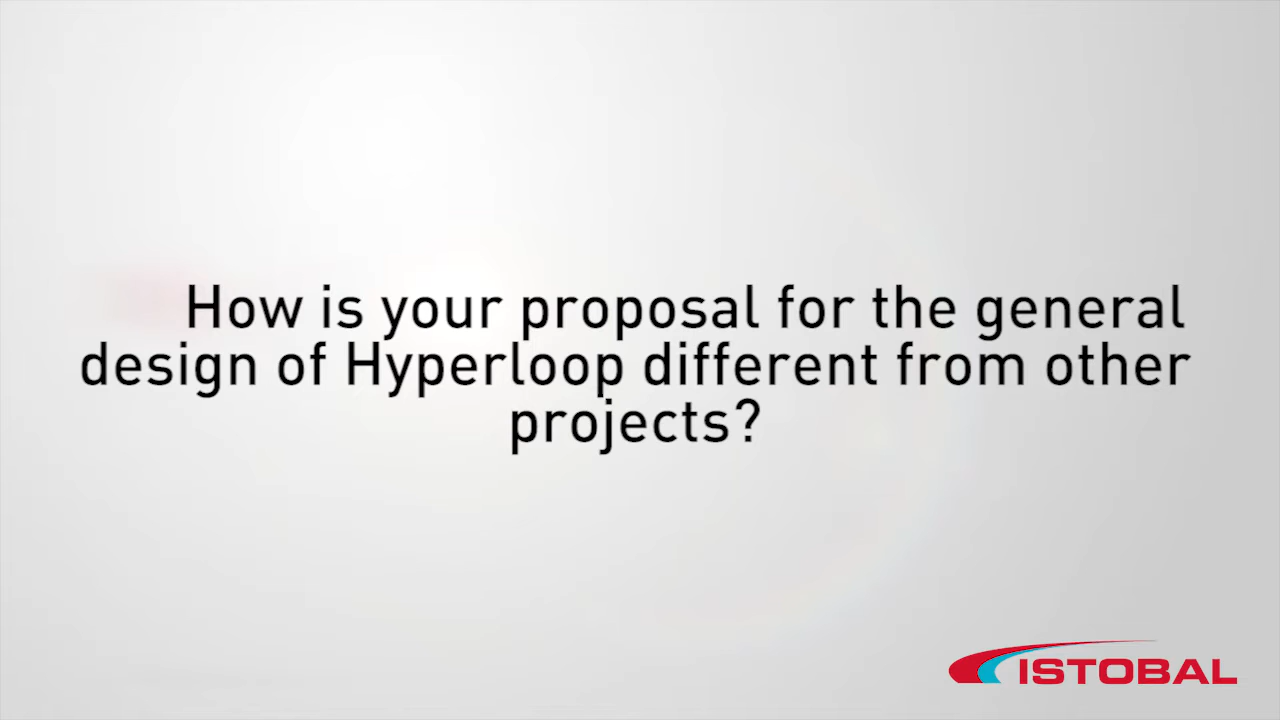 How is your proposal for the general
design of Hyperloop different from other
projects?
ISTOBAL